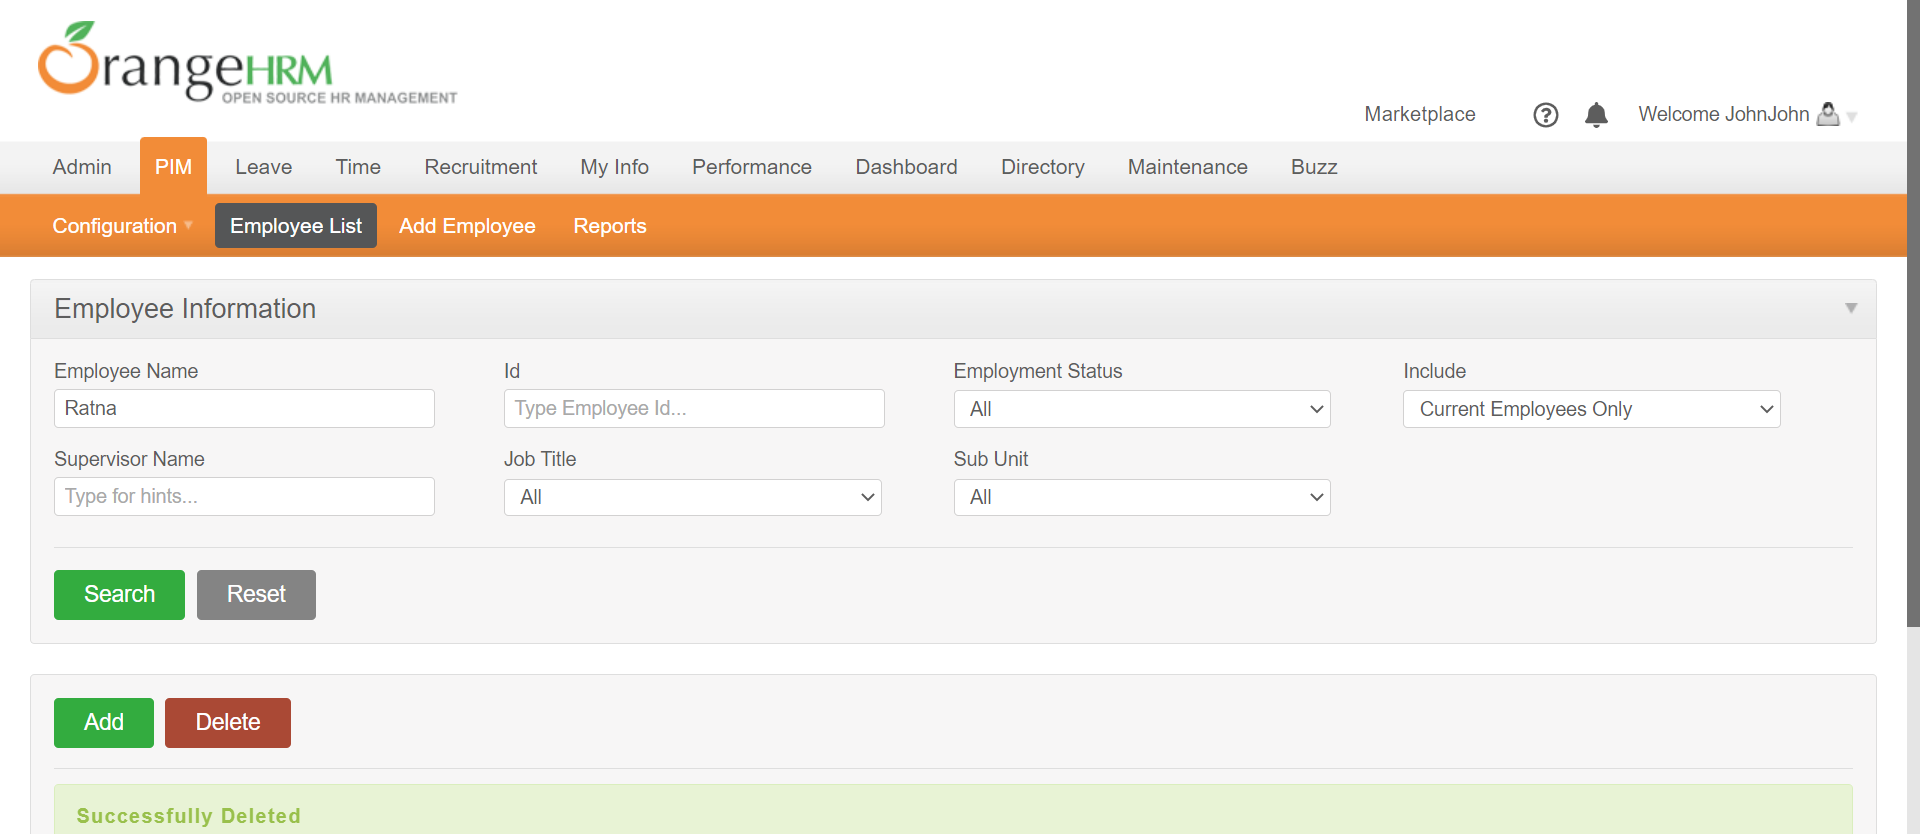 OrangeHRM
OPEN SOURCE HR MANAGEMENT
Marketplace ? Welcome JohnJohn
Admin PIM Leave Time Recruitment My Info Performance Dashboard Directory Maintenance Buzz
Configuration Employee List Add Employee Reports
Employee Information
Employee Name Id Employment Status Include
Ratna Type Employee Id... All Current Employees Only
Supervisor Name Job Title Sub Unit
Type for hints... All All
Search Reset
Add Delete
Successfully Deleted